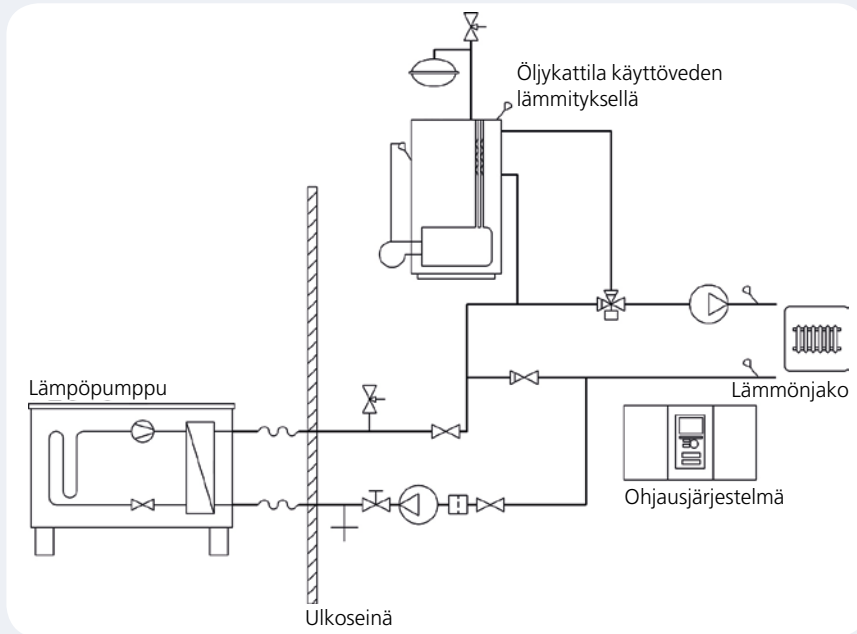 Öljykattila käyttöveden
lämmityksellä
Lämpöpumppu
Lämmönjako
Ohjausjärjestelmä
Ulkoseinä